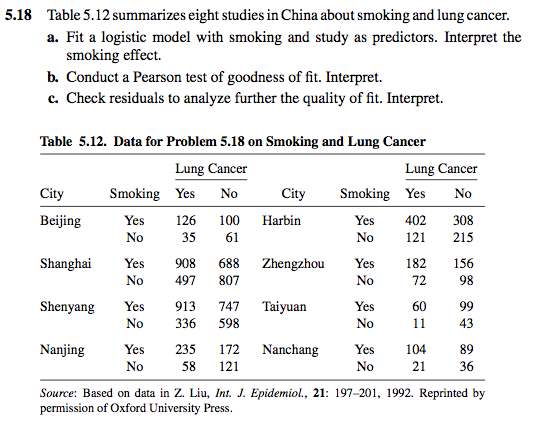 5.18 Table 5.12 summarizes eight studies in China about smoking and lung cancer.
a. Fit a logistic model with smoking and study as predictors. Interpret the
smoking effect.
b. Conduct a Pearson test of goodness of fit. Interpret.
c. Check residuals to analyze further the quality of fit. Interpret.
Table 5.12. Data for Problem 5.18 on Smoking and Lung Cancer
Lung Cancer Lung Cancer
City Smoking Yes No City Smoking Yes No
Beijing Yes 126 100 Harbin Yes 402 308
No 35 61 No 121 215
Shanghai Yes 908 688 Zhengzhou Yes 182 156
No 497 807 No 72 98
Shenyang Yes 913 747 Taiyuan Yes 60 99
No 336 598 No 11 43
Nanjing Yes 235 172 Nanchang Yes 104 89
No 58 121 No 21 36
Source: Based on data in Z. Liu, Int. J. Epidemiol., 21: 197–201, 1992. Reprinted by
permission of Oxford University Press.